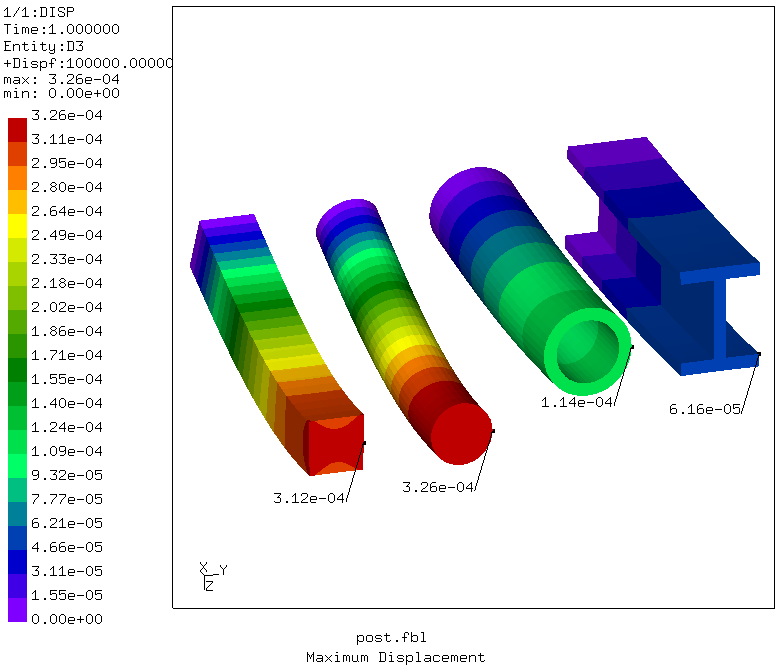 1/1:DISP
Time:1.000000
Entity:D3
+Dispf:100000.00000
max: 3.26e-04
min: 0.00e+00
3.26e-04
3.11e-04
2.95e-04
2.80e-04
2.64e-04
2.49e-04
2.33e-04
2.18e-04
2.02e-04
1.86e-04
1.71e-04
1.55e-04
1.40e-04
1.24e-04
1.09e-04
9.32e-05
7.77e-05
6.21e-05
4.66e-05
3.11e-05
1.55e-05
0.00e+00
1.14e-04
6.16e-05
3.12e-04
3.26e-04
X Y
Z
post.fbl
Maximum Displacement